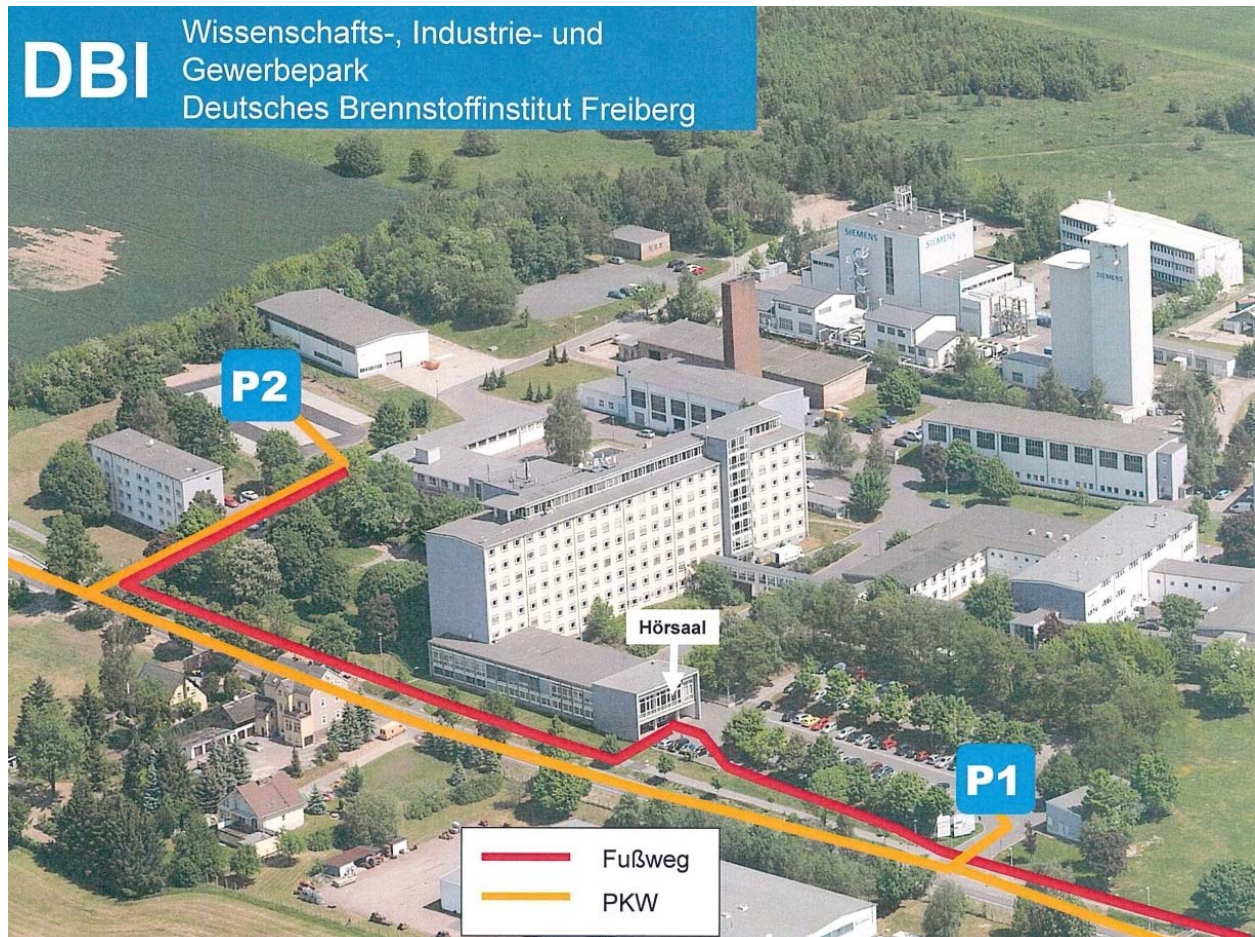 DBI
Wissenschafts-, Industrie- und
Gewerbepark
Deutsches Brennstoffinstitut Freiberg
SIEMENS
SIEMENS
SIEMENS
P2
Hörsaal
P1
Fußweg
PKW